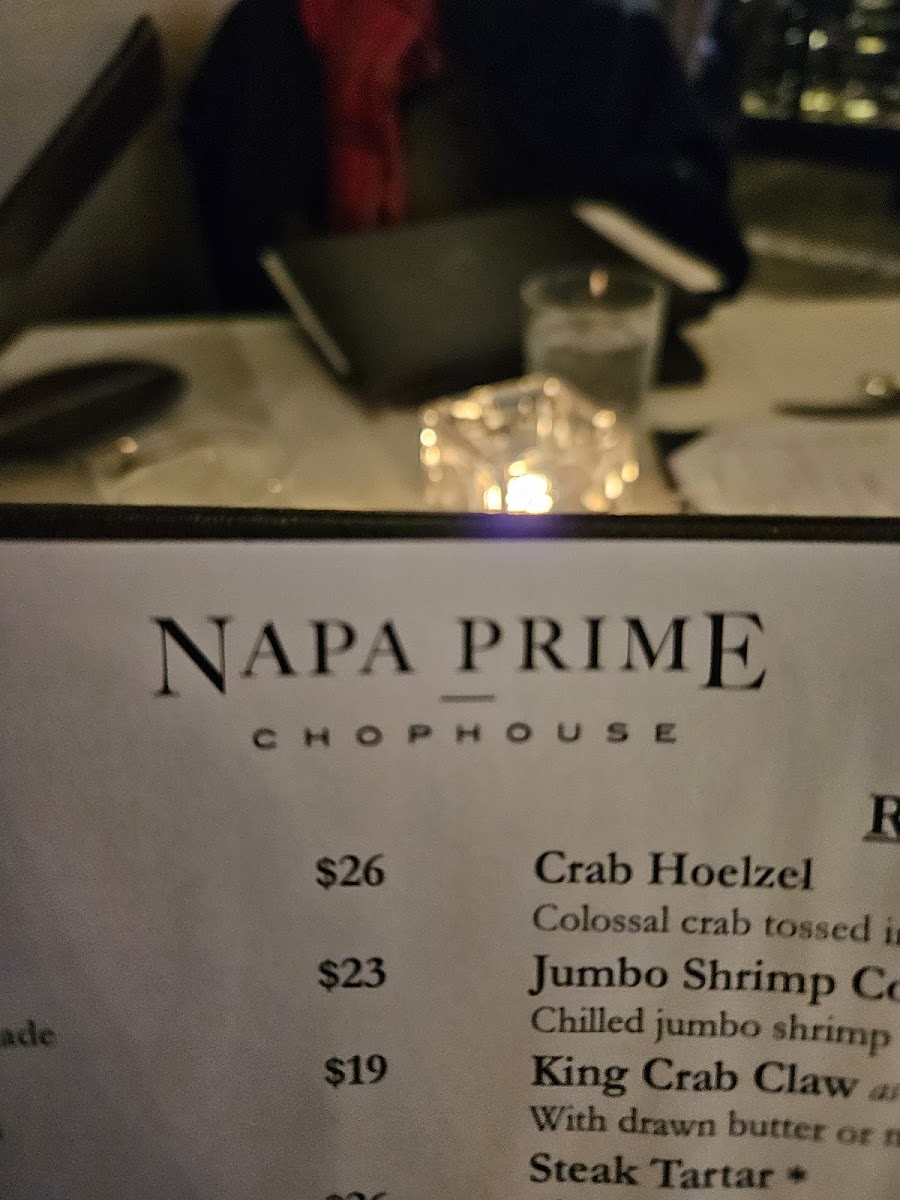 NAPA PRIME
CHOPHOUSE
R
$26
Crab Hoelzel
Colossal crab tossed i
$23
Jumbo Shrimp Co
ade
Chilled jumbo shrimp
$19
King Crab Claw
With drawn butter or
Steak Tartar *